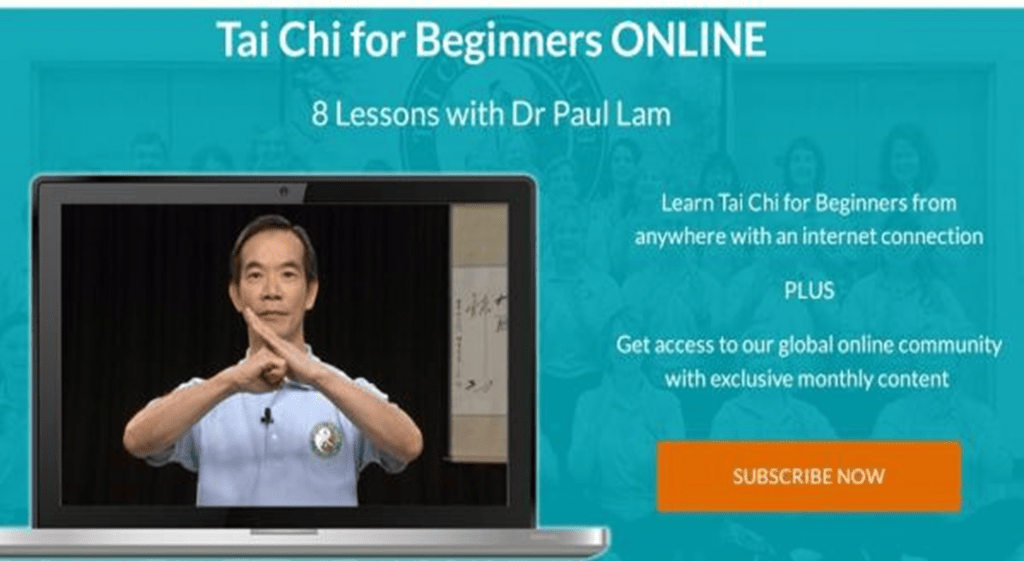 Tai Chi for Beginners ONLINE
8 Lessons with Dr Paul Lam
Learn Tai Chi for Beginners from
anywhere with an internet connection
PLUS
Get access to our global online community
with exclusive monthly content
SUBSCRIBE NOW